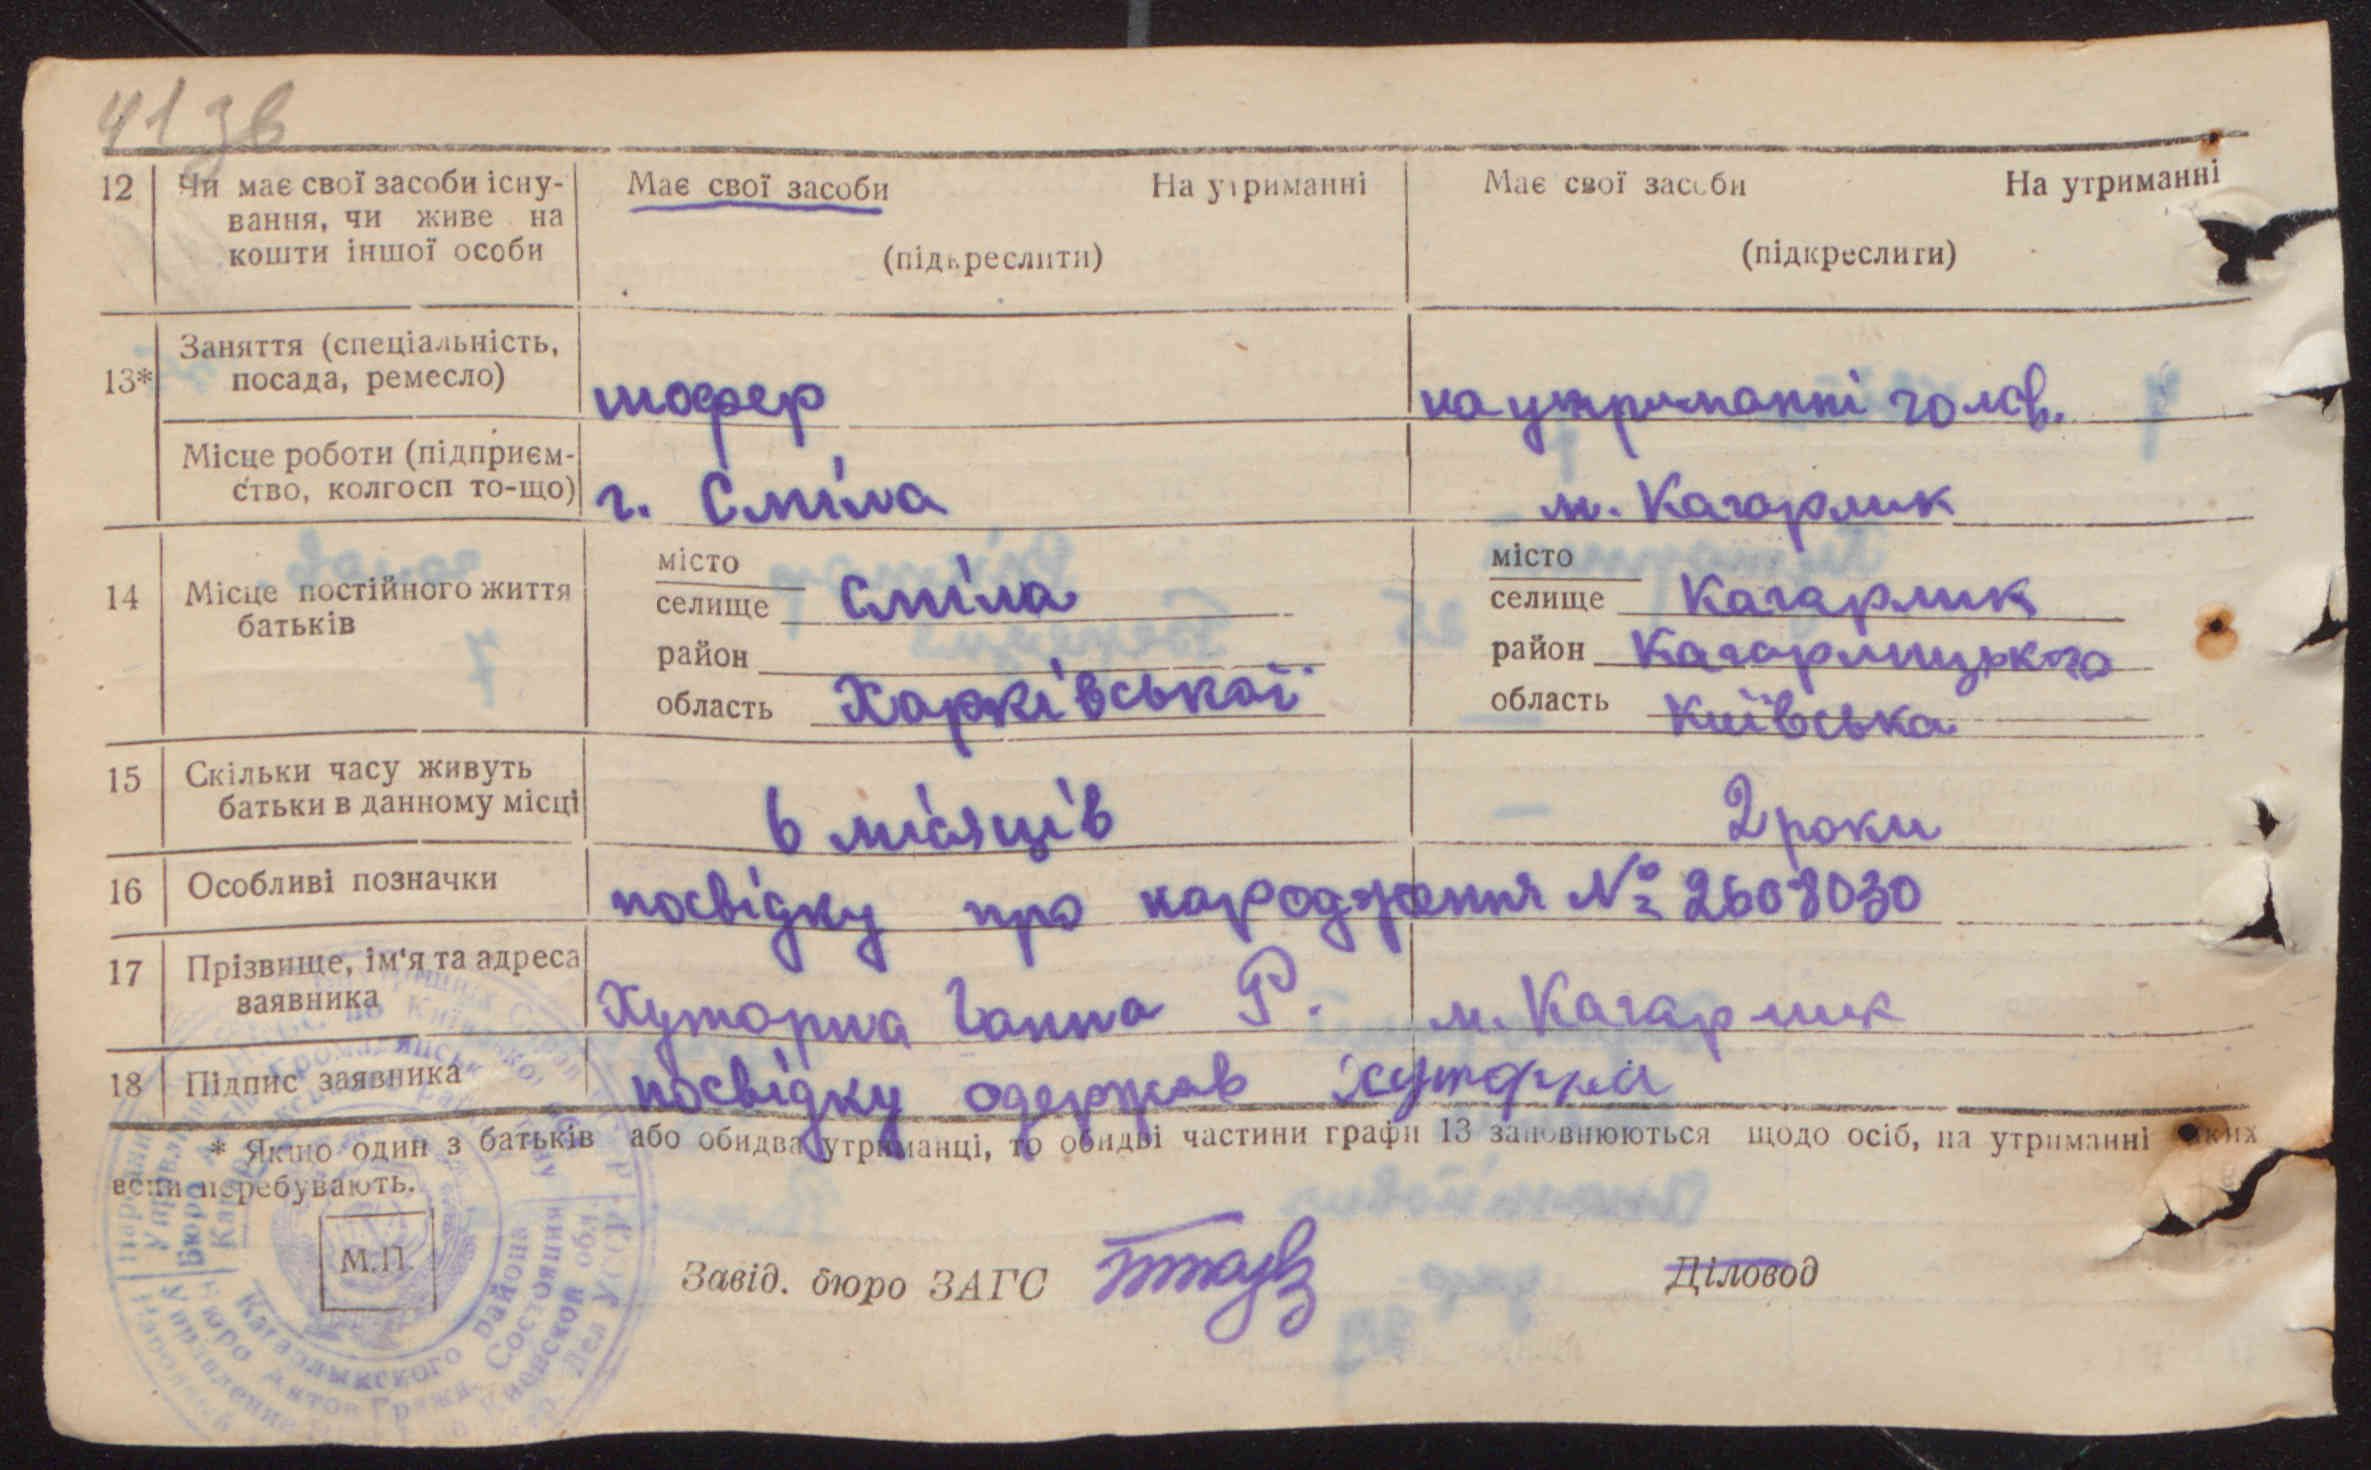 41 зв
12 Чи має свої засоби існу- Має свої засоби На утриманні Має свої засоби На утриманні
вання, чи живе на
кошти іншої особи (підкреслити) (підкреслити)
13* Заняття (спеціальність,
посада, ремесло) шофер на утриманні голов.
Місце роботи (підприєм-
ство, колгосп то-що) г. Сміла м. Кагарлик
14 Місце постійного життя
батьків
місто
селище Сміла
район
область Харківської
місто
селище Кагарлик
район Кагарлицького
область Київська
15 Скільки часу живуть
батьки в данному місці 6 місяців 2 роки
16 Особливі позначки посвідку про народження № 2608030
17 Прізвище, ім'я та адреса
заявника Хуторна Ганна Р. м. Кагарлик
18 Підпис заявника посвідку одержав Хуторна
* Якщо один з батьків або обидва утриманці, то обидві частини графи 13 заповнюються щодо осіб, на утриманні яких
вони перебувають.
М.П.
Завід. бюро ЗАГС Діловод